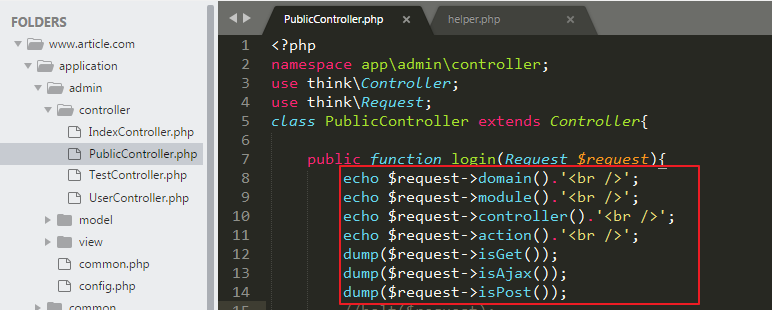 FOLDERS
www.article.com
application
admin
controller
IndexController.php
PublicController.php
TestController.php
UserController.php
model
view
common.php
config.php
common
PublicController.php ×
helper.php ×
1 <?php
2 namespace app\admin\controller;
3 use think\Controller;
4 use think\Request;
5 class PublicController extends Controller{
6
7 public function login(Request $request){
8 echo $request->domain().'<br />';
9 echo $request->module().'<br />';
10 echo $request->controller().'<br />';
11 echo $request->action().'<br />';
12 dump($request->isGet());
13 dump($request->isAjax());
14 dump($request->isPost());
15 //halt($request);